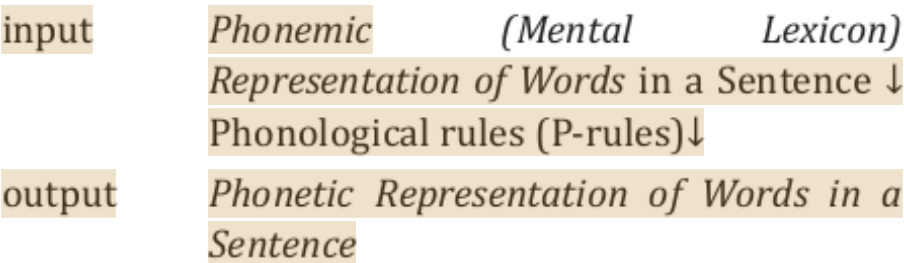 input Phonemic (Mental Lexicon)
Representation of Words in a Sentence ↓
Phonological rules (P-rules)↓
output Phonetic Representation of Words in a
Sentence